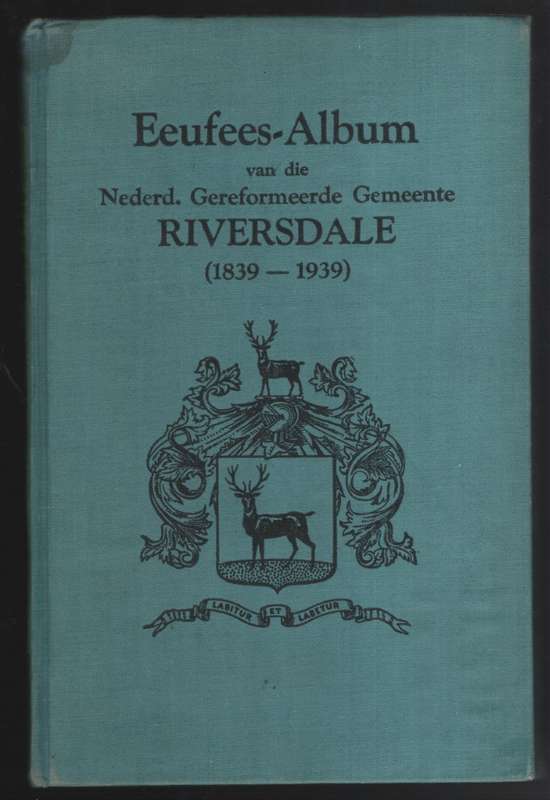 Eeufees-Album
van die
Nederd. Gereformeerde Gemeente
RIVERSDALE
(1839 — 1939)
LABITUR ET LABETUR